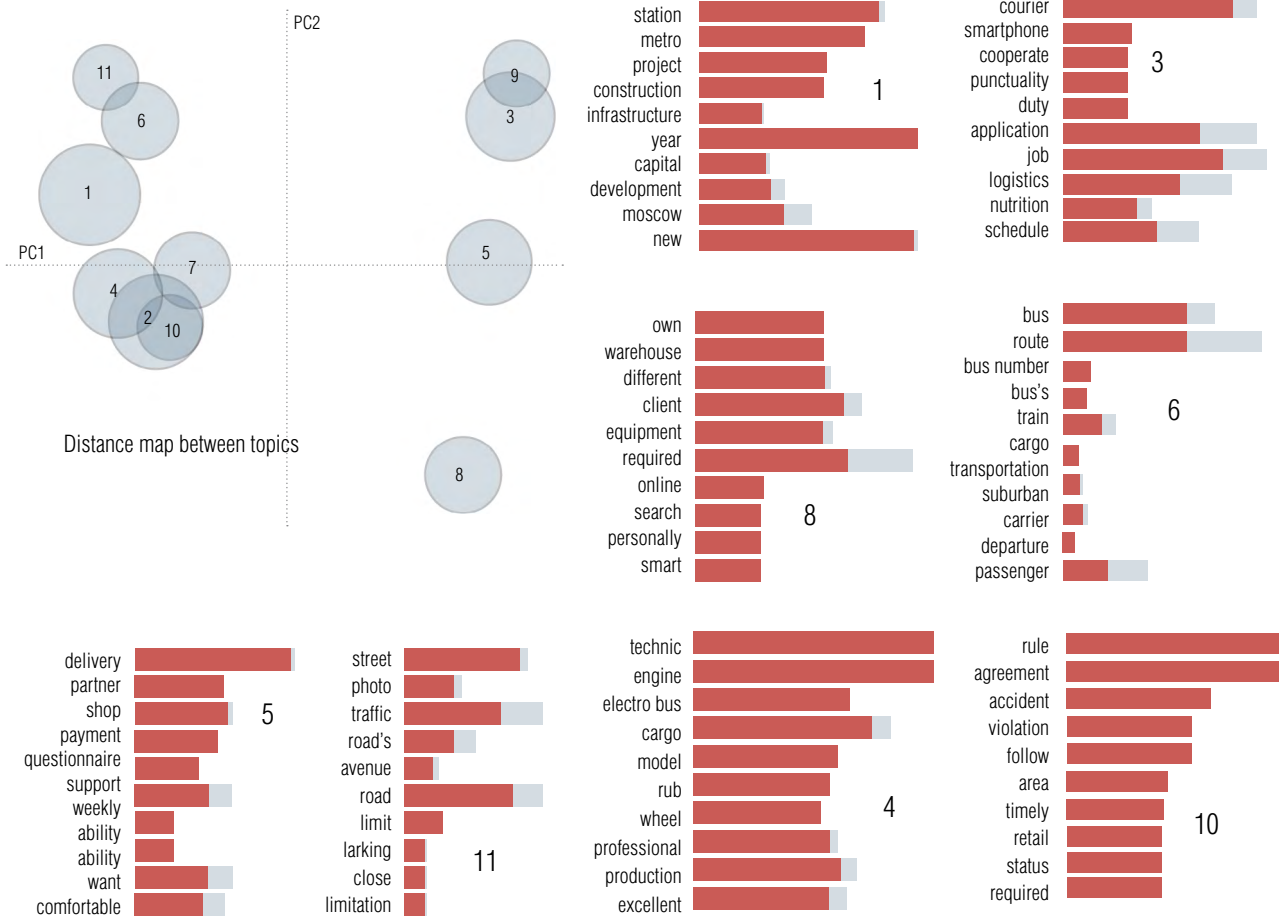 PC2
11
6
1
PC1
7
4
2
10
9
3
5
8
Distance map between topics
station
metro
project
construction
infrastructure
year
capital
development
moscow
new
1
courier
smartphone
cooperate
punctuality
duty
application
job
logistics
nutrition
schedule
3
own
warehouse
different
client
equipment
required
online
search
personally
smart
8
bus
route
bus number
bus's
train
cargo
transportation
suburban
carrier
departure
passenger
6
delivery
partner
shop
payment
questionnaire
support
weekly
ability
ability
want
comfortable
5
street
photo
traffic
road's
avenue
road
limit
larking
close
limitation
11
technic
engine
electro bus
cargo
model
rub
wheel
professional
production
excellent
4
rule
agreement
accident
violation
follow
area
timely
retail
status
required
10